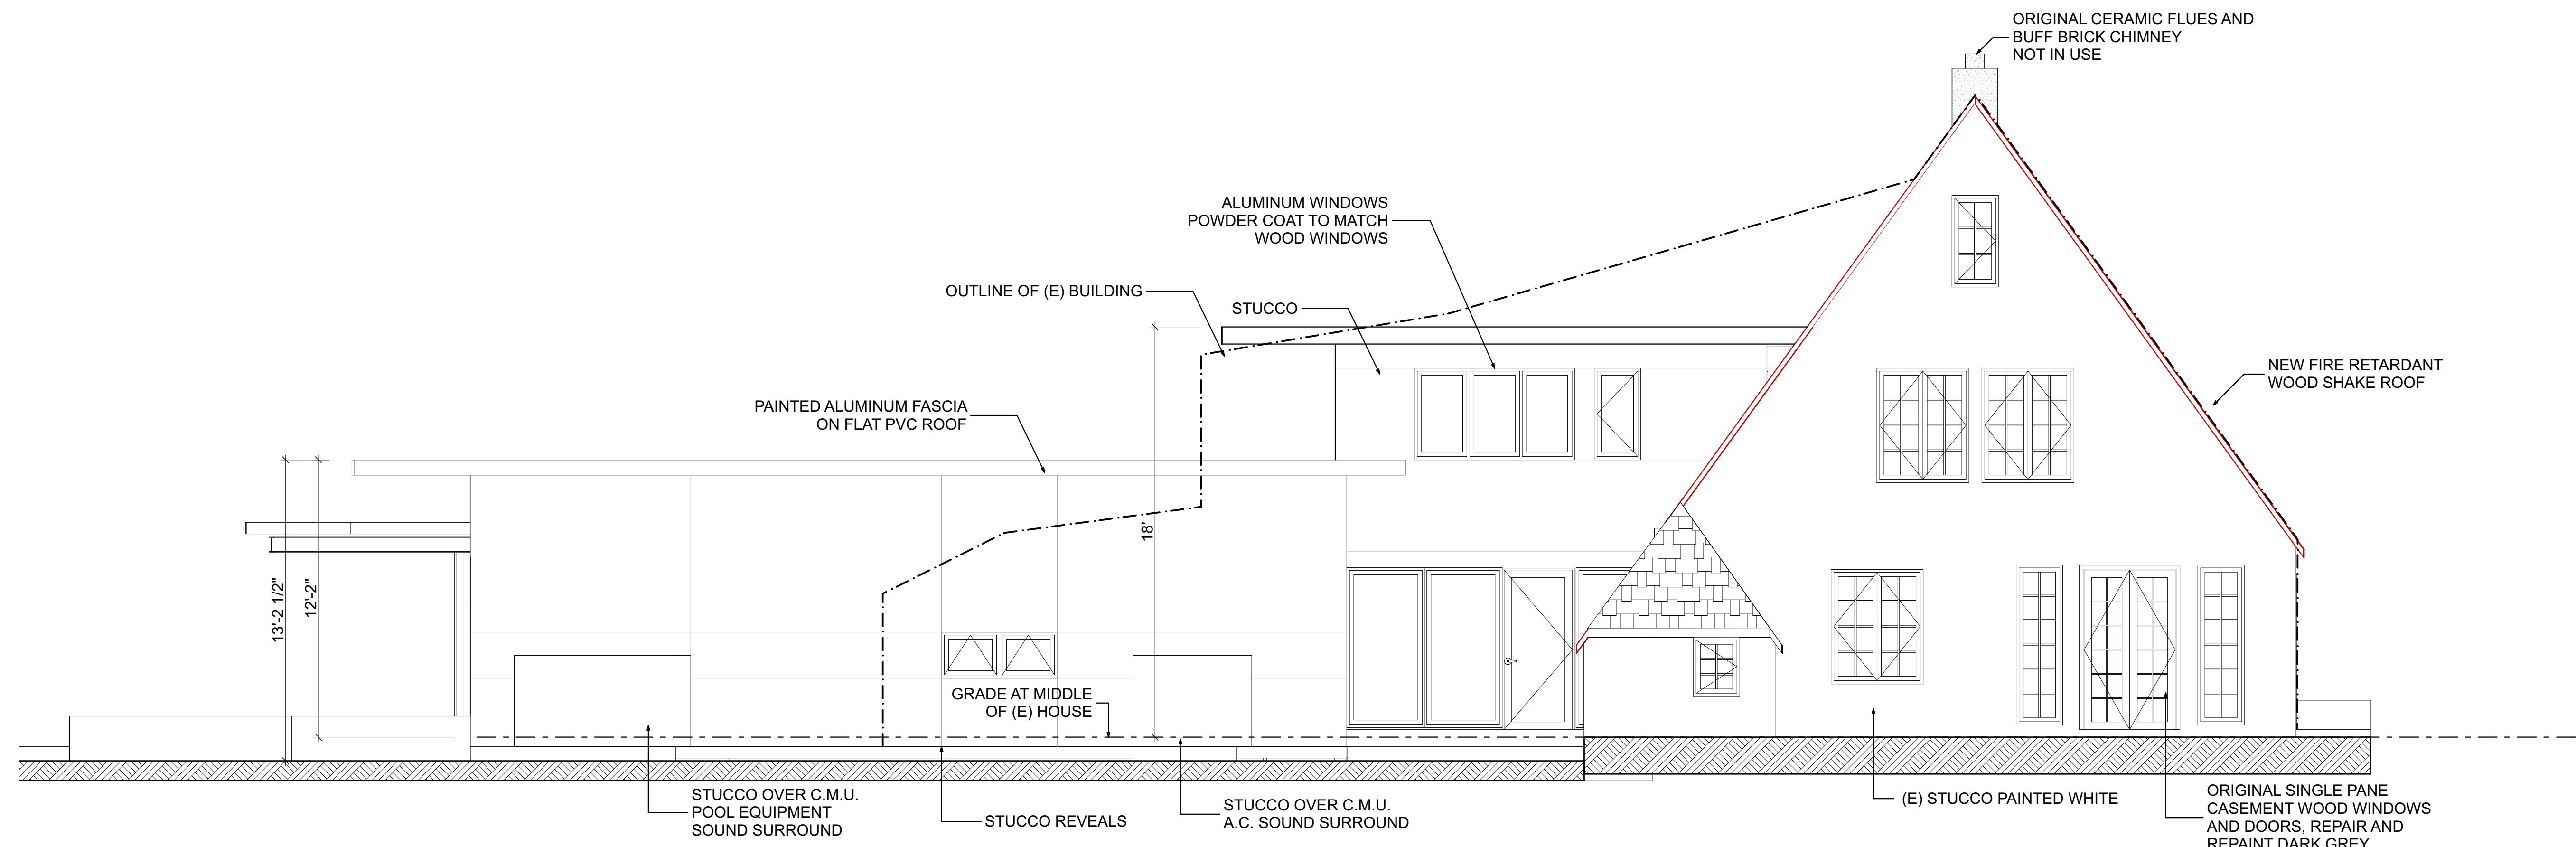 ORIGINAL CERAMIC FLUES AND
BUFF BRICK CHIMNEY
NOT IN USE
ALUMINUM WINDOWS
POWDER COAT TO MATCH
WOOD WINDOWS
OUTLINE OF (E) BUILDING
STUCCO
NEW FIRE RETARDANT
WOOD SHAKE ROOF
PAINTED ALUMINUM FASCIA
ON FLAT PVC ROOF
18'
13'-2 1/2"
12'-2"
GRADE AT MIDDLE
OF (E) HOUSE
STUCCO OVER C.M.U.
POOL EQUIPMENT
SOUND SURROUND
STUCCO REVEALS
STUCCO OVER C.M.U.
A.C. SOUND SURROUND
(E) STUCCO PAINTED WHITE
ORIGINAL SINGLE PANE
CASEMENT WOOD WINDOWS
AND DOORS, REPAIR AND
REPAINT DARK GREY